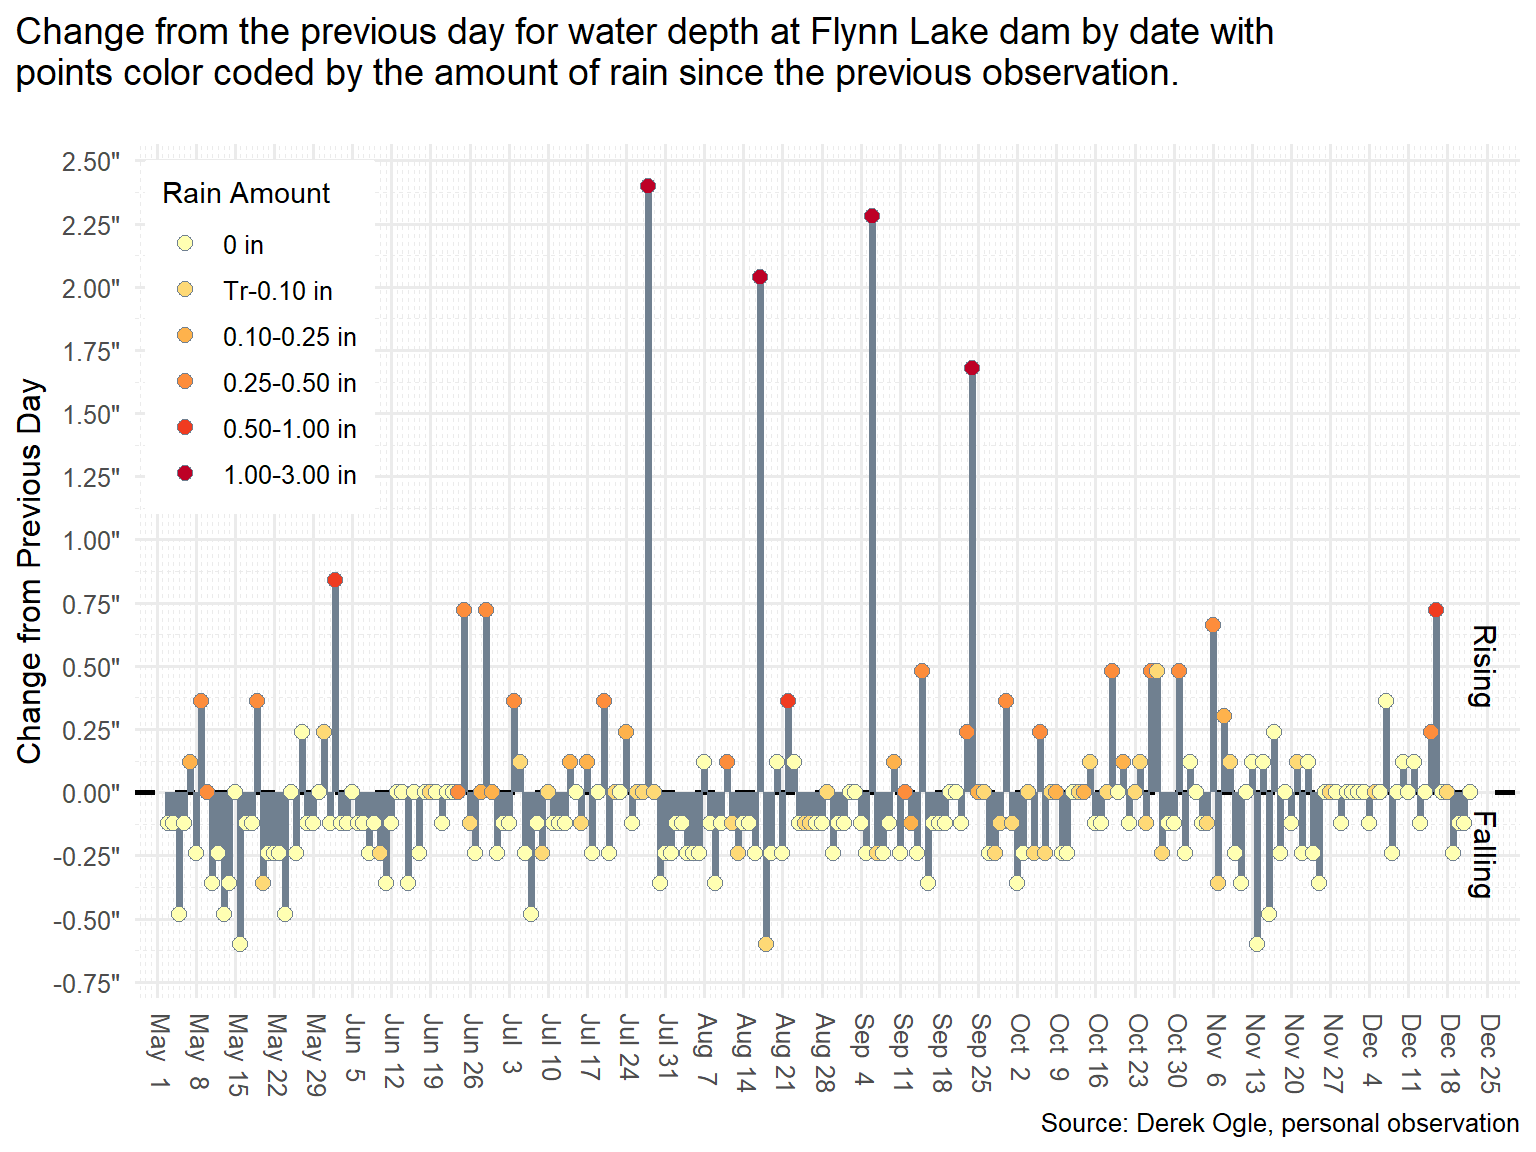 Change from the previous day for water depth at Flynn Lake dam by date with
points color coded by the amount of rain since the previous observation.
Change from Previous Day
2.50"
2.25"
2.00"
1.75"
1.50"
1.25"
1.00"
0.75"
0.50"
0.25"
0.00"
-0.25"
-0.50"
-0.75"
Rain Amount
0 in
Tr-0.10 in
0.10-0.25 in
0.25-0.50 in
0.50-1.00 in
1.00-3.00 in
Rising
Falling
May 1
May 8
May 15
May 22
May 29
Jun 5
Jun 12
Jun 19
Jun 26
Jul 3
Jul 10
Jul 17
Jul 24
Jul 31
Aug 7
Aug 14
Aug 21
Aug 28
Sep 4
Sep 11
Sep 18
Sep 25
Oct 2
Oct 9
Oct 16
Oct 23
Oct 30
Nov 6
Nov 13
Nov 20
Nov 27
Dec 4
Dec 11
Dec 18
Dec 25
Source: Derek Ogle, personal observation